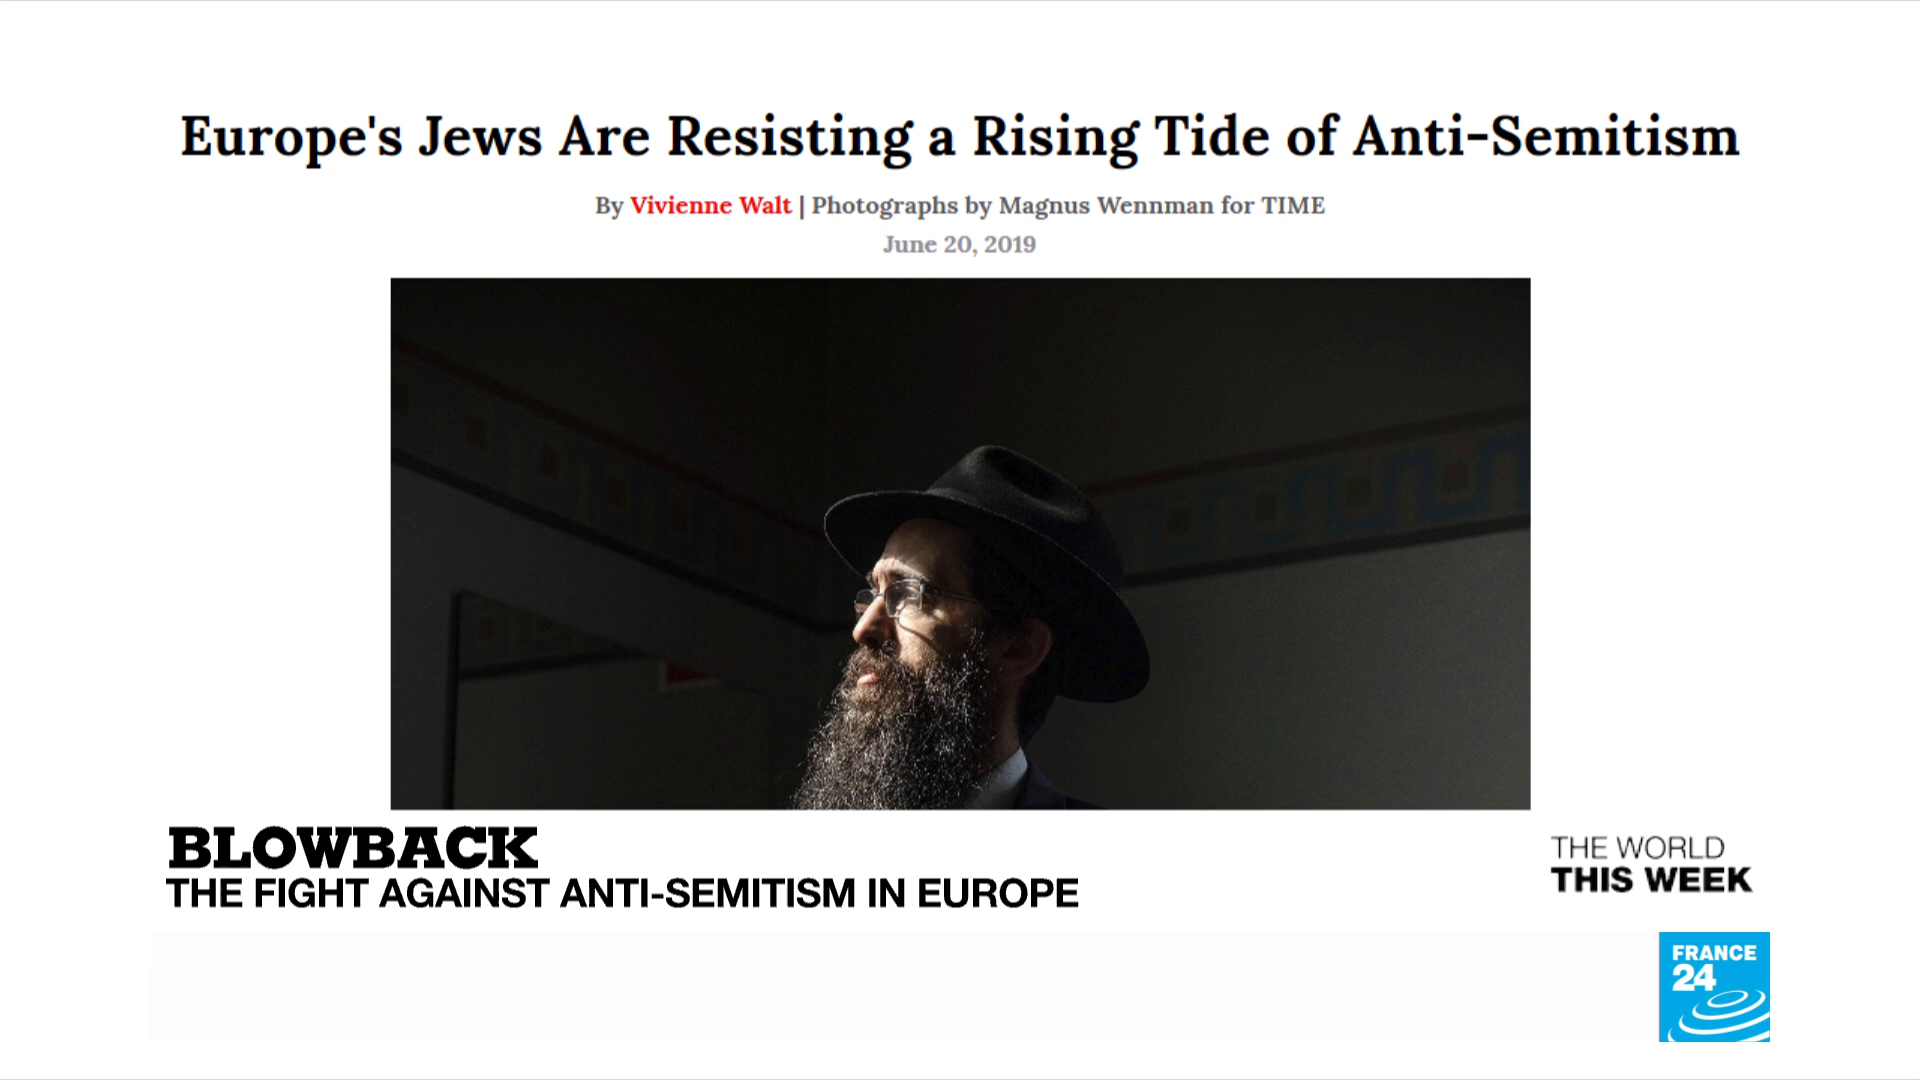 Europe's Jews Are Resisting a Rising Tide of Anti-Semitism
By Vivienne Walt | Photographs by Magnus Wennman for TIME
June 20, 2019
BLOWBACK
THE FIGHT AGAINST ANTI-SEMITISM IN EUROPE
THE WORLD
THIS WEEK
FRANCE
24